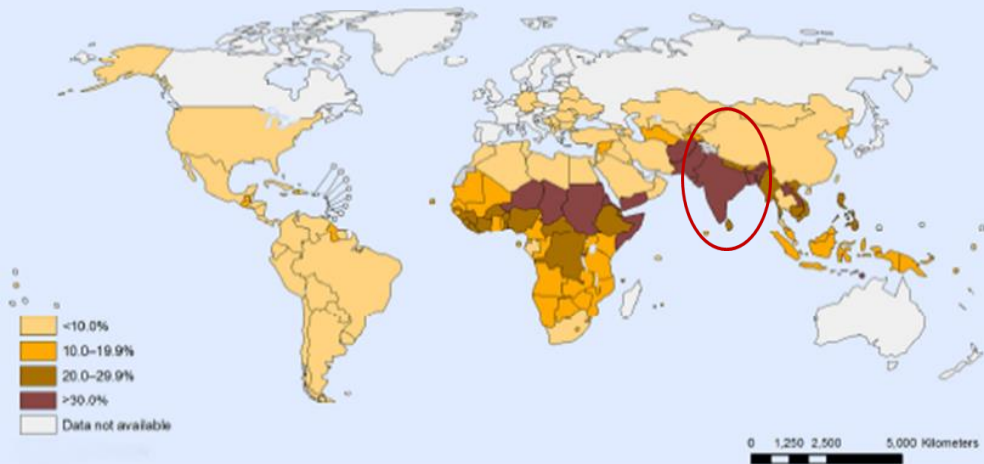 <10.0%
10.0–19.9%
20.0–29.9%
>30.0%
Data not available
0 1,250 2,500 5,000 Kilometers